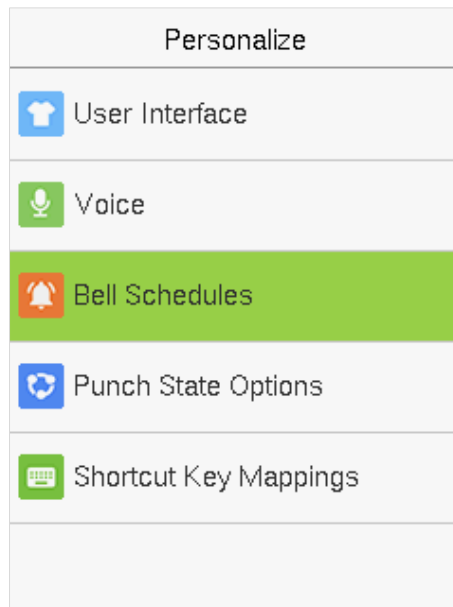 Personalize
User Interface
Voice
Bell Schedules
Punch State Options
Shortcut Key Mappings